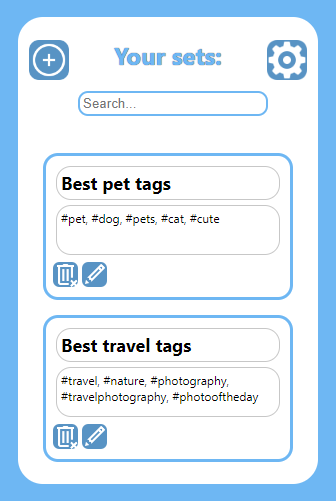 Your sets:
Search...
Best pet tags
#pet, #dog, #pets, #cat, #cute
Best travel tags
#travel, #nature, #photography,
#travelphotography, #photooftheday